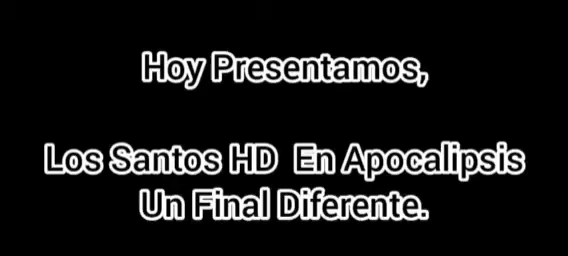 Hoy Presentamos,
Los Santos HD En Apocalipsis
Un Final Diferente.